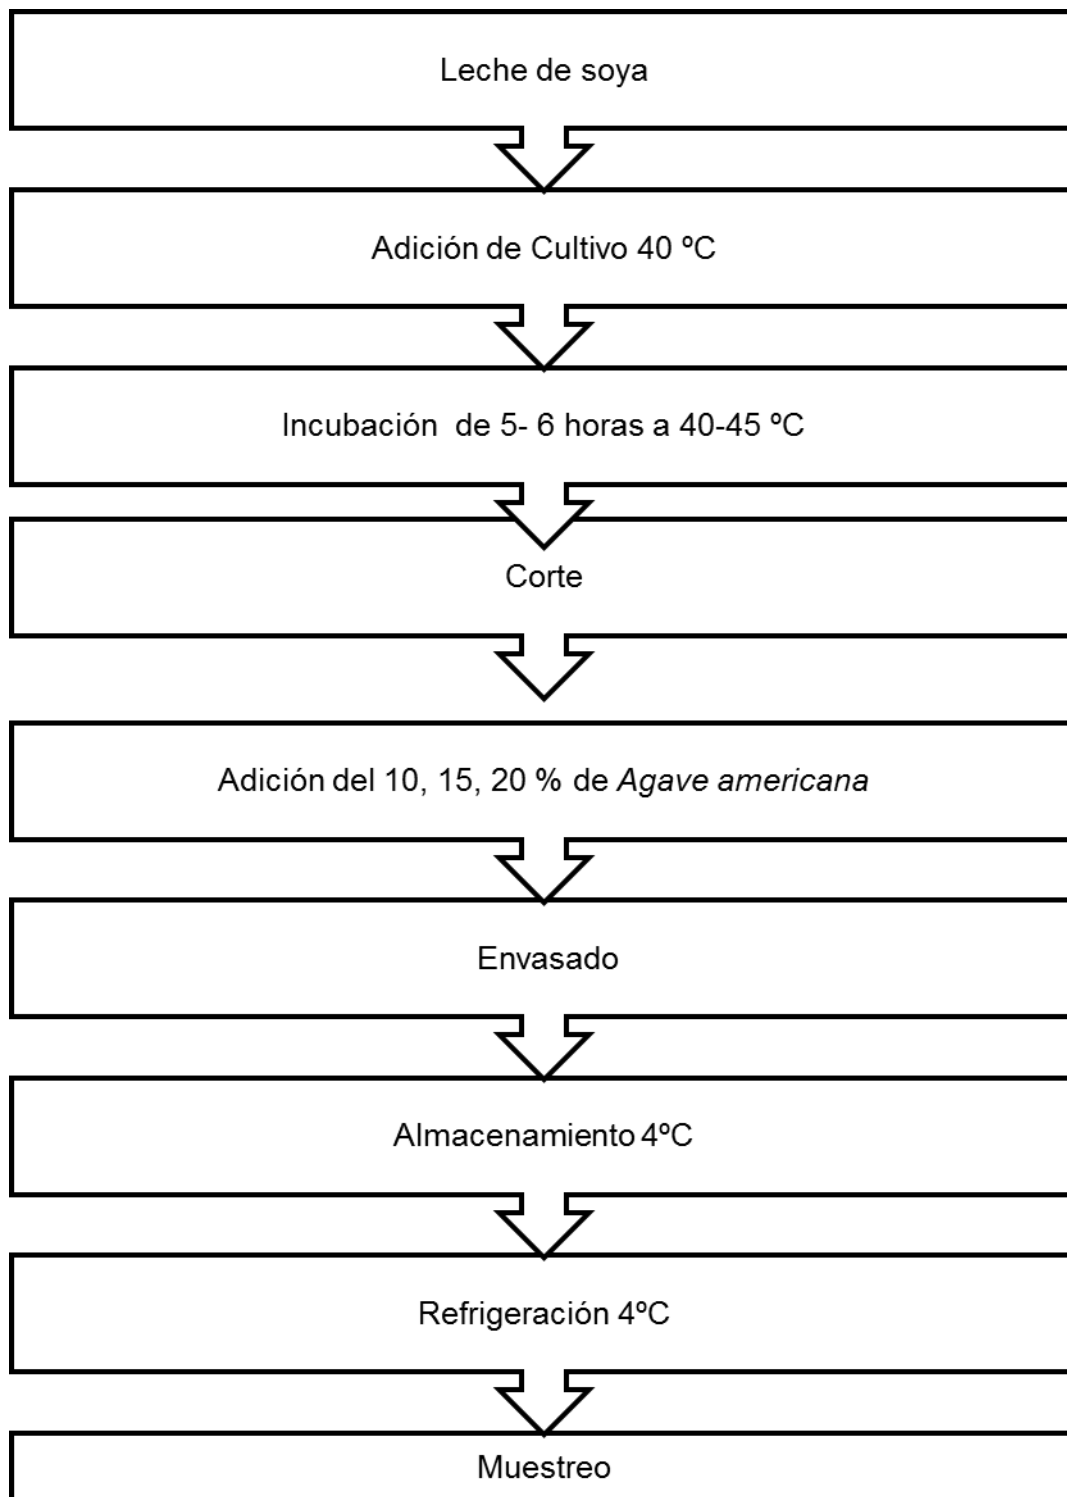 Leche de soya
Adición de Cultivo 40 ºC
Incubación  de 5- 6 horas a 40-45 ºC
Corte
Adición del 10, 15, 20 % de Agave americana
Envasado
Almacenamiento 4ºC
Refrigeración 4ºC
Muestreo